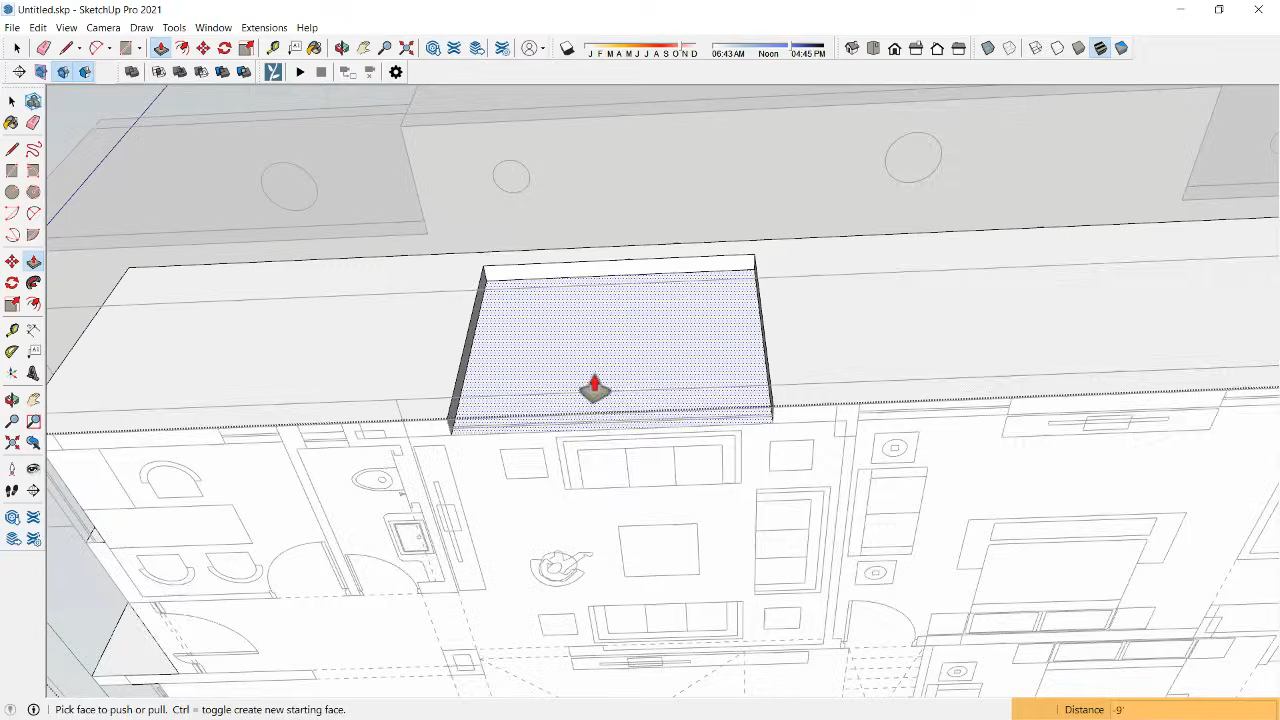 Untitled.skp - SketchUp Pro 2021
File Edit View Camera Draw Tools Window Extensions Help
J F M A M J J A S O N D 06:43 AM Noon 04:45 PM
Pick face to push or pull. Ctrl = toggle create new starting face. Distance -9'